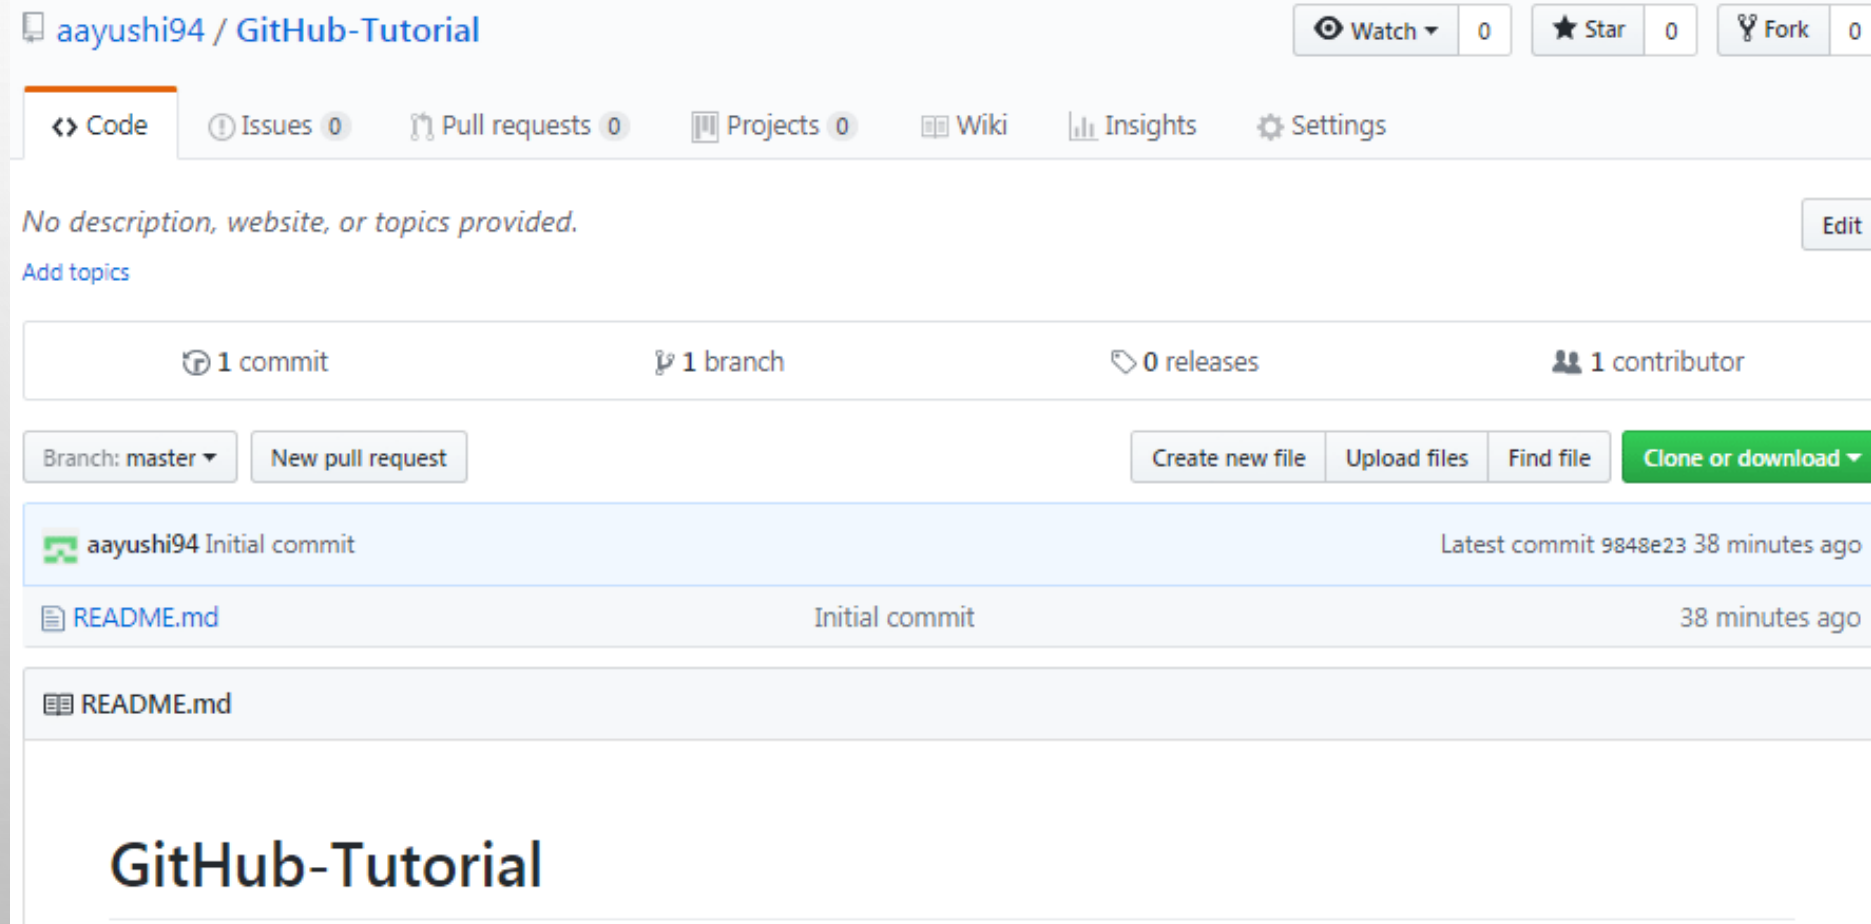 aayushi94 / GitHub-Tutorial Watch 0 Star 0 Fork 0
Code Issues 0 Pull requests 0 Projects 0 Wiki Insights Settings
No description, website, or topics provided. Edit
Add topics
1 commit 1 branch 0 releases 1 contributor
Branch: master New pull request Create new file Upload files Find file Clone or download
aayushi94 Initial commit Latest commit 9848e23 38 minutes ago
README.md Initial commit 38 minutes ago
README.md
GitHub-Tutorial